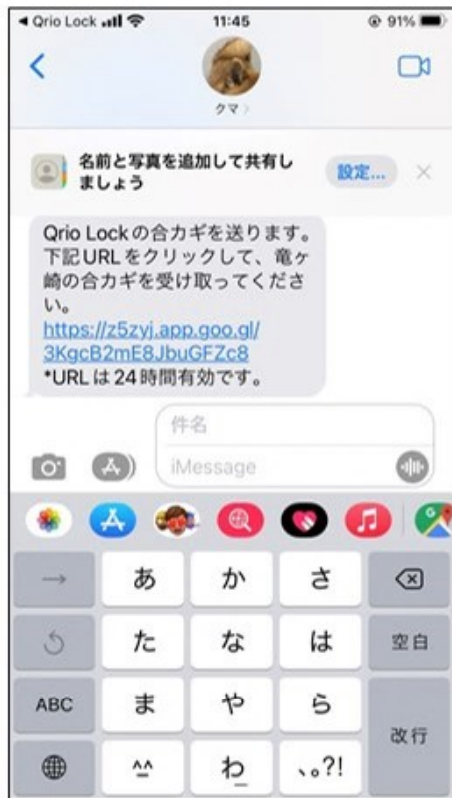 ◀ Qrio Lock
11:45
91%
クマ >
名前と写真を追加して共有し
ましょう
設定...
Qrio Lockの合カギを送ります。
下記URLをクリックして、竜ヶ
崎の合カギを受け取ってくださ
い。
https://z5zyj.app.goo.gl/
3KgcB2mE8JbuGFZc8
*URLは24時間有効です。
件名
iMessage
→ あ か さ
た な は 空白
ABC ま や ら
改行
^^ わ 、。?!